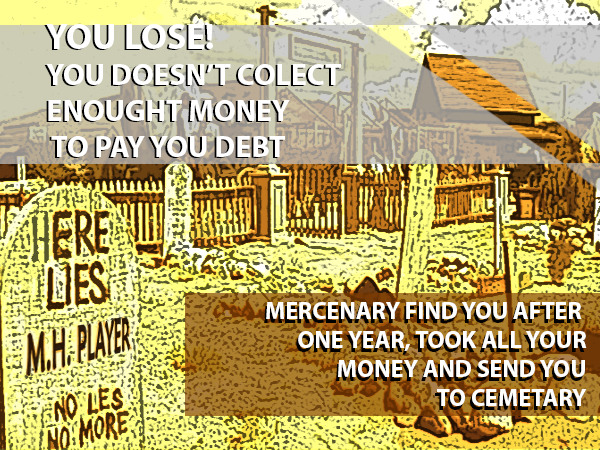 YOU LOSE!
YOU DOESN'T COLECT
ENOUGHT MONEY
TO PAY YOU DEBT
HERE
LIES
M.H. PLAYER
NO LES
NO MORE
MERCENARY FIND YOU AFTER
ONE YEAR, TOOK ALL YOUR
MONEY AND SEND YOU
TO CEMETARY